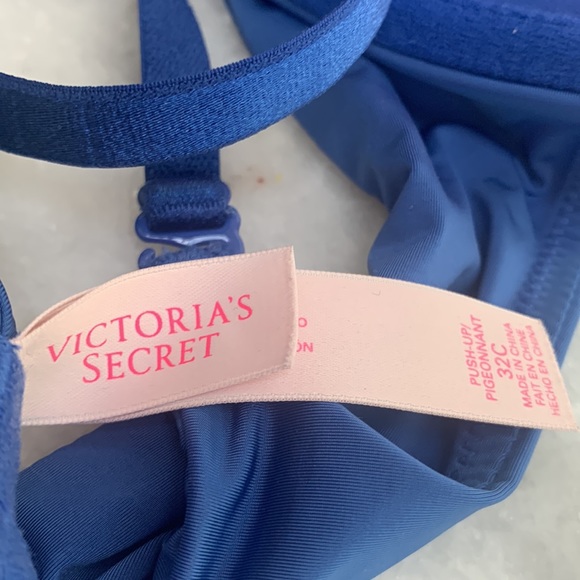 VICTORIA'S
SECRET
PUSH-UP/
PIGEONNANT
32C
MADE IN CHINA
FAIT EN CHINE
HECHO EN CHINA